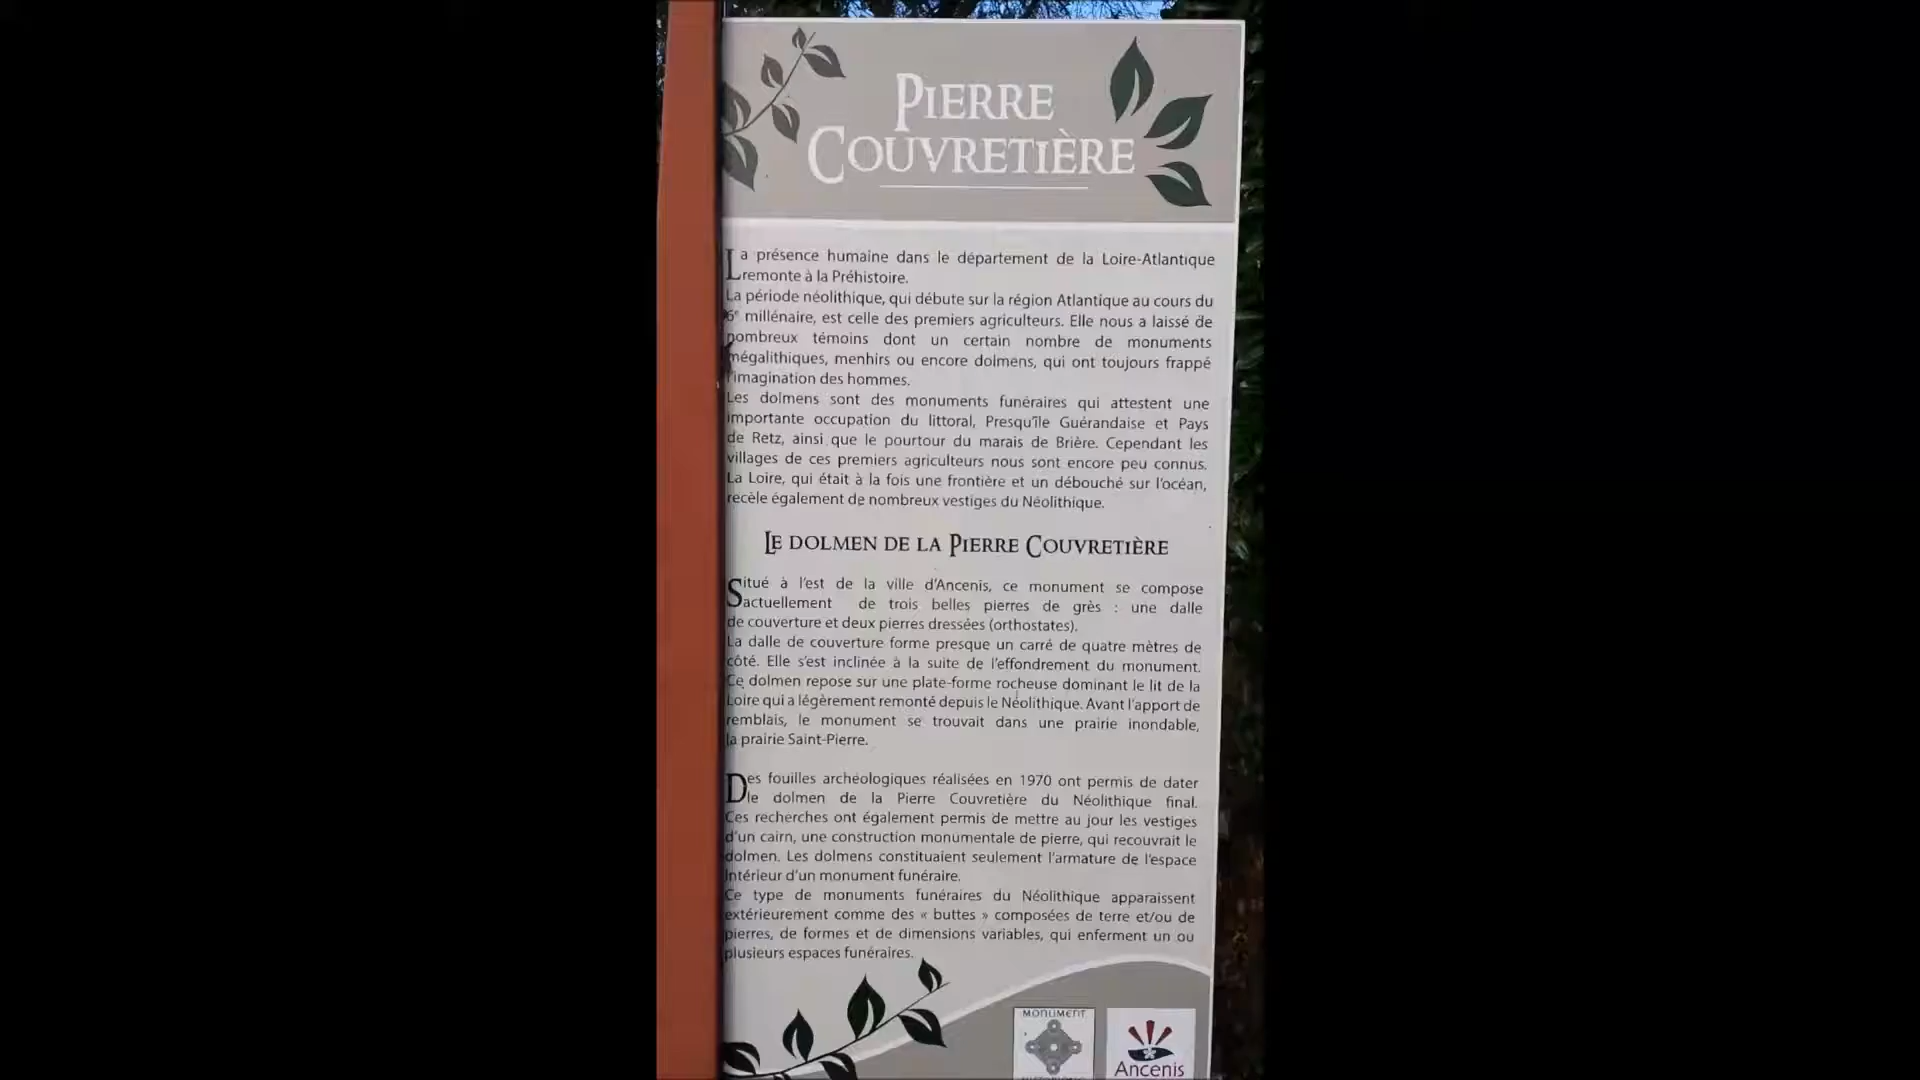 PIERRE
COUVRETIÈRE
La présence humaine dans le département de la Loire-Atlantique
remonte à la Préhistoire.
La période néolithique, qui débute sur la région Atlantique au cours du
6e millénaire, est celle des premiers agriculteurs. Elle nous a laissé de
nombreux témoins dont un certain nombre de monuments
mégalithiques, menhirs ou encore dolmens, qui ont toujours frappé
l'imagination des hommes.
Les dolmens sont des monuments funéraires qui attestent une
importante occupation du littoral, Presqu'île Guérandaise et Pays
de Retz, ainsi que le pourtour du marais de Brière. Cependant les
villages de ces premiers agriculteurs nous sont encore peu connus.
La Loire, qui était à la fois une frontière et un débouché sur l'océan,
recèle également de nombreux vestiges du Néolithique.
LE DOLMEN DE LA PIERRE COUVRETIÈRE
Situé à l'est de la ville d'Ancenis, ce monument se compose
actuellement de trois belles pierres de grès : une dalle
de couverture et deux pierres dressées (orthostates).
La dalle de couverture forme presque un carré de quatre mètres de
côté. Elle s'est inclinée à la suite de l'effondrement du monument.
Ce dolmen repose sur une plate-forme rocheuse dominant le lit de la
Loire qui a légèrement remonté depuis le Néolithique. Avant l'apport de
remblais, le monument se trouvait dans une prairie inondable,
la prairie Saint-Pierre.
Des fouilles archéologiques réalisées en 1970 ont permis de dater
le dolmen de la Pierre Couvretière du Néolithique final.
Ces recherches ont également permis de mettre au jour les vestiges
d'un cairn, une construction monumentale de pierre, qui recouvrait le
dolmen. Les dolmens constituaient seulement l'armature de l'espace
intérieur d'un monument funéraire.
Ce type de monuments funéraires du Néolithique apparaissent
extérieurement comme des « buttes » composées de terre et/ou de
pierres, de formes et de dimensions variables, qui enferment un ou
plusieurs espaces funéraires.
MONUMENT
HISTORIQUE
Ancenis